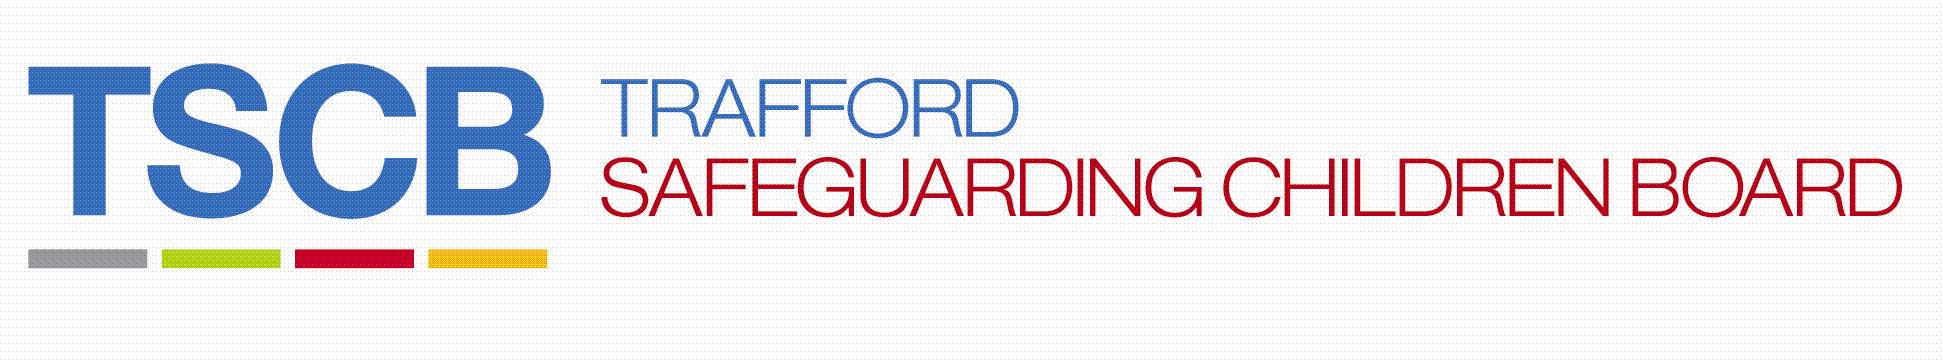 TSCB
TRAFFORD
SAFEGUARDING CHILDREN BOARD